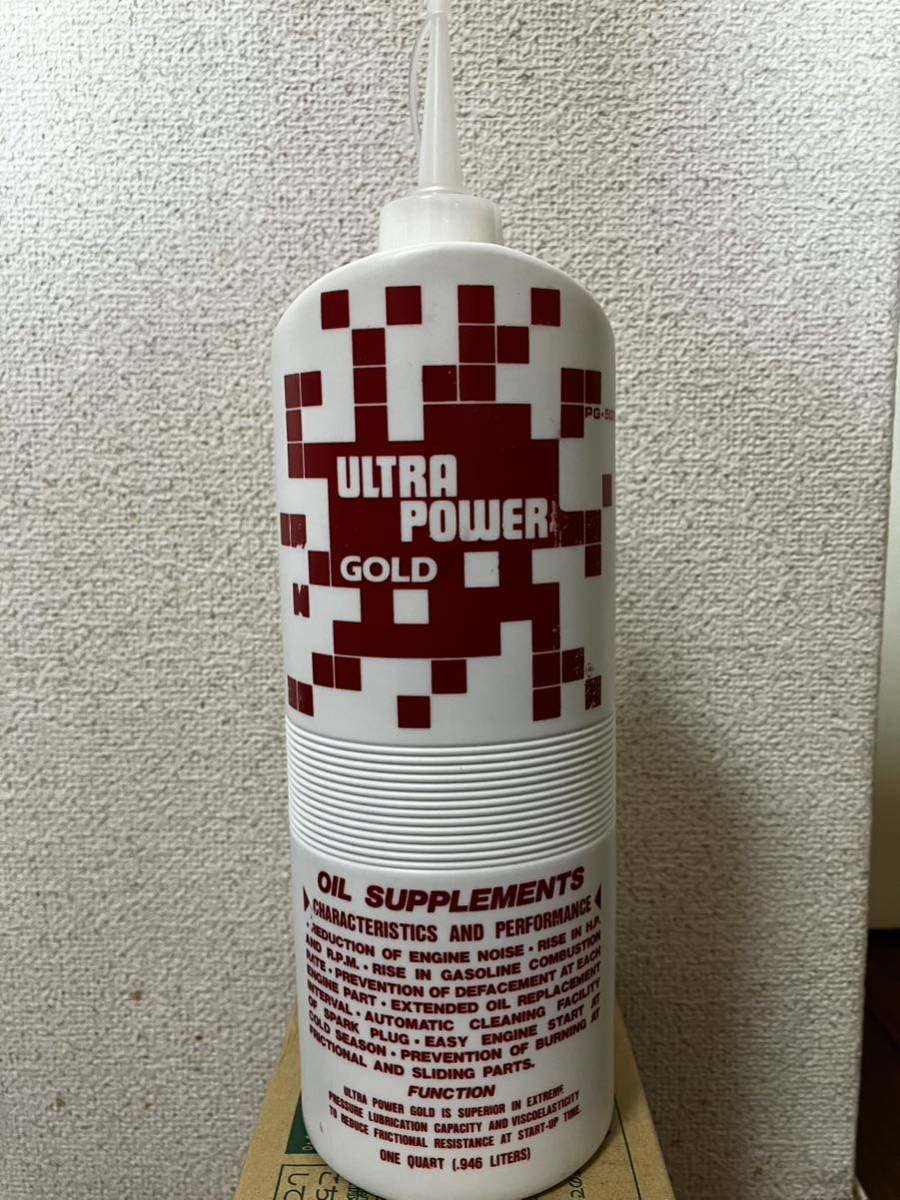 PG-
ULTRA
POWER
GOLD
OIL SUPPLEMENTS
CHARACTERISTICS AND PERFORMANCE
• REDUCTION OF ENGINE NOISE • RISE IN H.P.
AND R.P.M. • RISE IN GASOLINE COMBUSTION
RATE • PREVENTION OF DEFACEMENT AT EACH
ENGINE PART • EXTENDED OIL REPLACEMENT
INTERVAL • AUTOMATIC CLEANING FACILITY
OF SPARK PLUG • EASY ENGINE START AT
COLD SEASON • PREVENTION OF BURNING AT
FRICTIONAL AND SLIDING PARTS.
FUNCTION
ULTRA POWER GOLD IS SUPERIOR IN EXTREME
PRESSURE LUBRICATION CAPACITY AND VISCOELASTICITY
TO REDUCE FRICTIONAL RESISTANCE AT START-UP TIME.
ONE QUART (.946 LITERS)